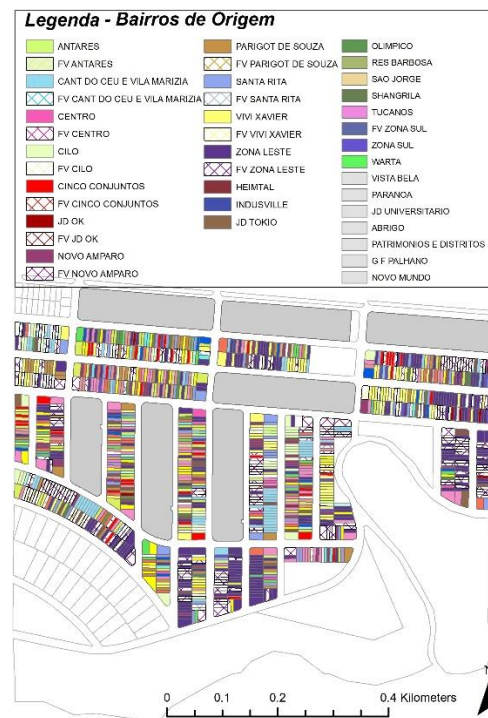 Legenda - Bairros de Origem
ANTARES
FV ANTARES
CANT DO CEU E VILA MARIZIA
FV CANT DO CEU E VILA MARIZIA
CENTRO
FV CENTRO
CILO
FV CILO
CINCO CONJUNTOS
FV CINCO CONJUNTOS
JD OK
FV JD OK
NOVO AMPARO
FV NOVO AMPARO
PARIGOT DE SOUZA
FV PARIGOT DE SOUZA
SANTA RITA
FV SANTA RITA
VIVI XAVIER
FV VIVI XAVIER
ZONA LESTE
FV ZONA LESTE
HEIMTAL
INDUSVILLE
JD TOKIO
OLIMPICO
RES BARBOSA
SAO JORGE
SHANGRILA
TUCANOS
FV ZONA SUL
ZONA SUL
WARTA
VISTA BELA
PARANOA
JD UNIVERSITARIO
ABRIGO
PATRIMONIOS E DISTRITOS
G F PALHANO
NOVO MUNDO
0 0.1 0.2 0.4 Kilometers